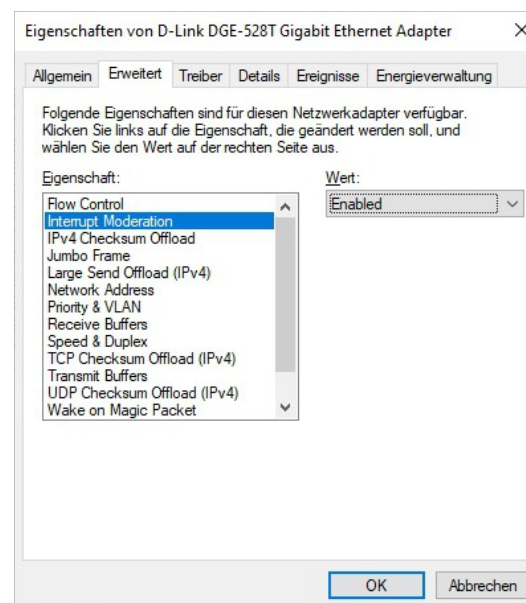 Eigenschaften von D-Link DGE-528T Gigabit Ethernet Adapter
Allgemein Erweitert Treiber Details Ereignisse Energieverwaltung
Folgende Eigenschaften sind für diesen Netzwerkadapter verfügbar.
Klicken Sie links auf die Eigenschaft, die geändert werden soll, und
wählen Sie den Wert auf der rechten Seite aus.
Eigenschaft:
Wert:
Flow Control
Interrupt Moderation
IPv4 Checksum Offload
Jumbo Frame
Large Send Offload (IPv4)
Network Address
Priority & VLAN
Receive Buffers
Speed & Duplex
TCP Checksum Offload (IPv4)
Transmit Buffers
UDP Checksum Offload (IPv4)
Wake on Magic Packet
Enabled
OK Abbrechen